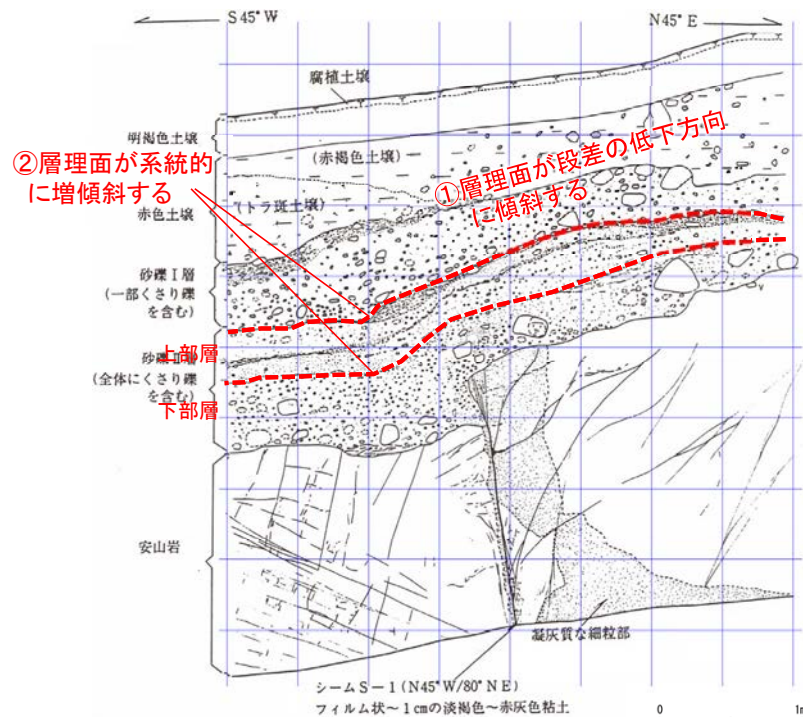 S45°W
N45°E
腐植土壌
明褐色土壌
(赤褐色土壌)
①層理面が段差の低下方向
に傾斜する
②層理面が系統的
に増傾斜する
(トラ斑土壌)
赤色土壌
砂礫Ⅰ層
(一部くさり礫
を含む)
上部層
砂礫Ⅱ層
(全体にくさり礫
を含む)
下部層
安山岩
凝灰質な細粒部
シームS-1(N45°W/80°NE)
フィルム状~1cmの淡褐色~赤灰色粘土
0
1m